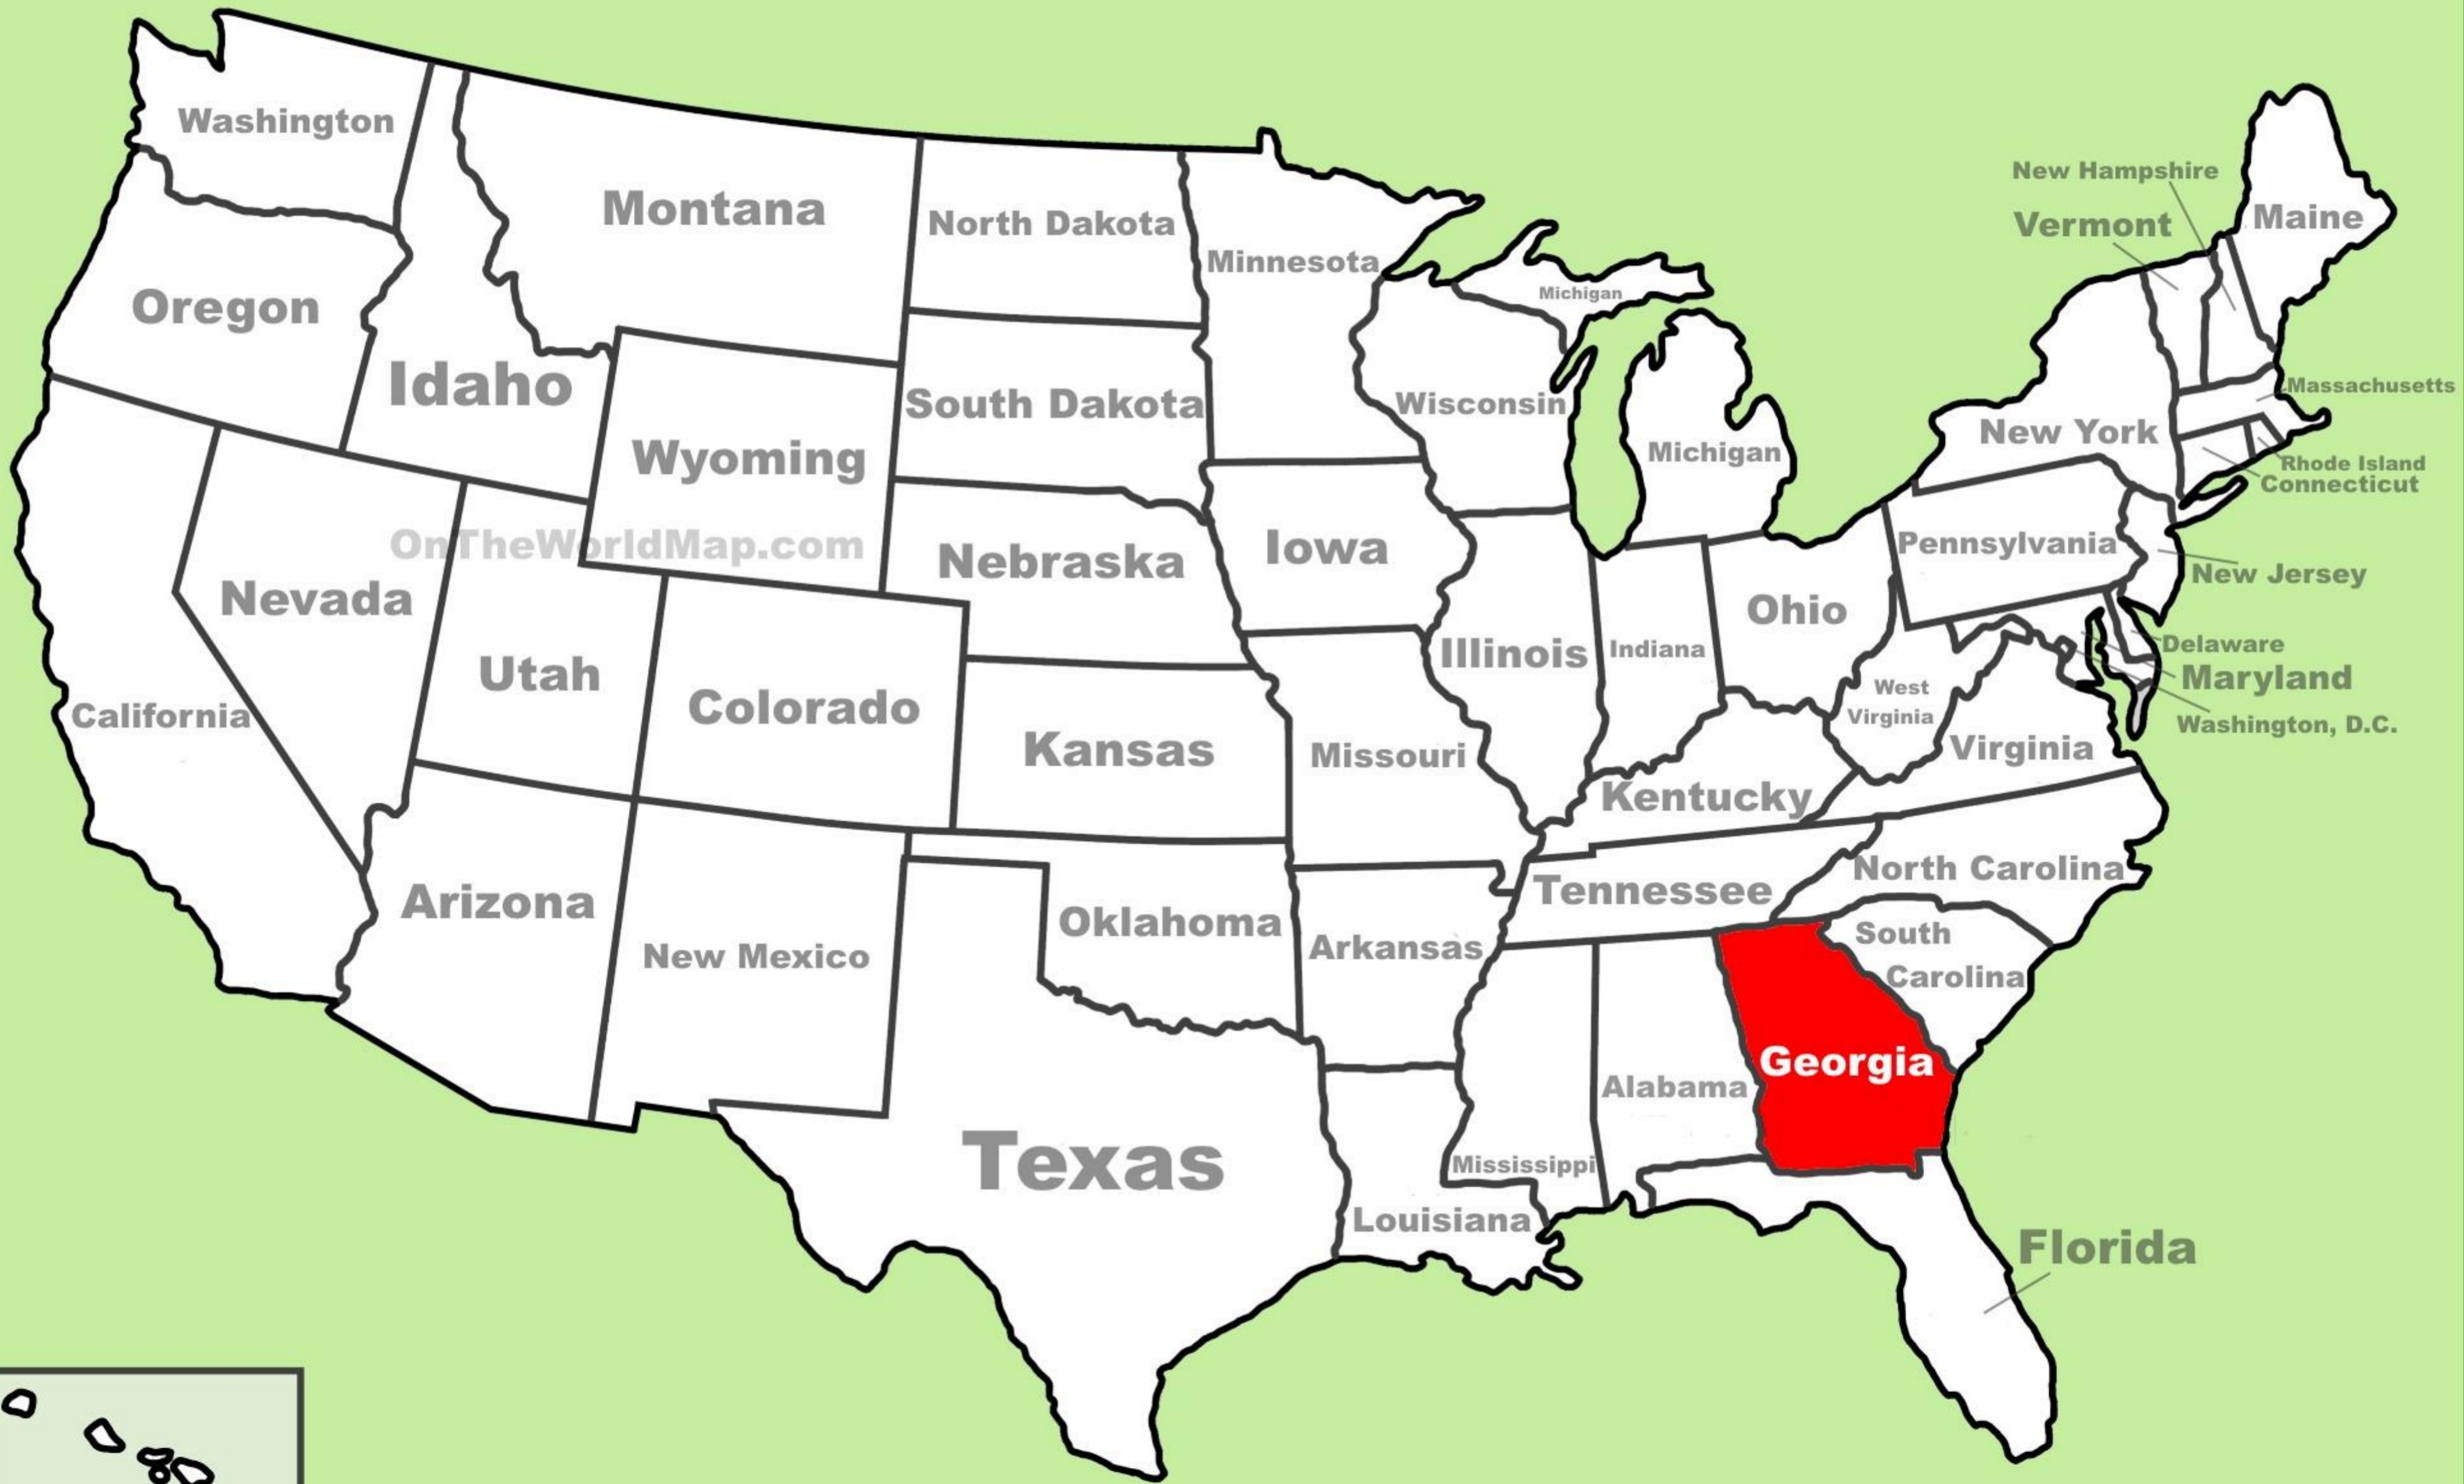 Washington
Montana
North Dakota
Minnesota
New Hampshire
Vermont
Maine
Oregon
Idaho
Michigan
South Dakota
Wisconsin
Massachusetts
Wyoming
Michigan
New York
Rhode Island
Connecticut
OnTheWorldMap.com
Nebraska
Iowa
Pennsylvania
New Jersey
Nevada
Ohio
Utah
Illinois
Indiana
Delaware
Maryland
West
Virginia
Washington, D.C.
California
Colorado
Kansas
Missouri
Virginia
Kentucky
Arizona
New Mexico
Oklahoma
Arkansas
Tennessee
North Carolina
South
Carolina
Georgia
Alabama
Texas
Mississippi
Louisiana
Florida